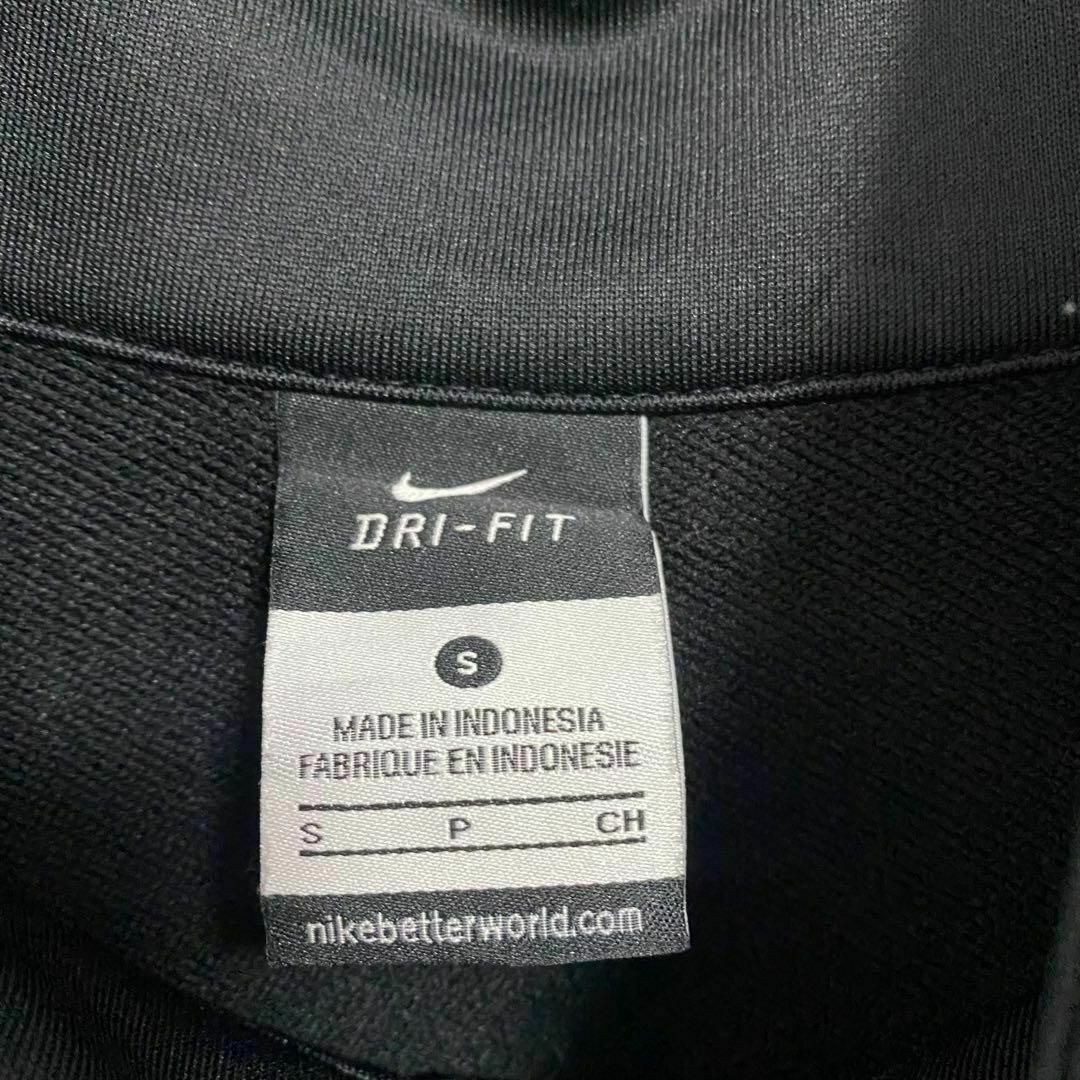 DRI-FIT
S
MADE IN INDONESIA
FABRIQUE EN INDONESIE
S P CH
nikebetterworld.com